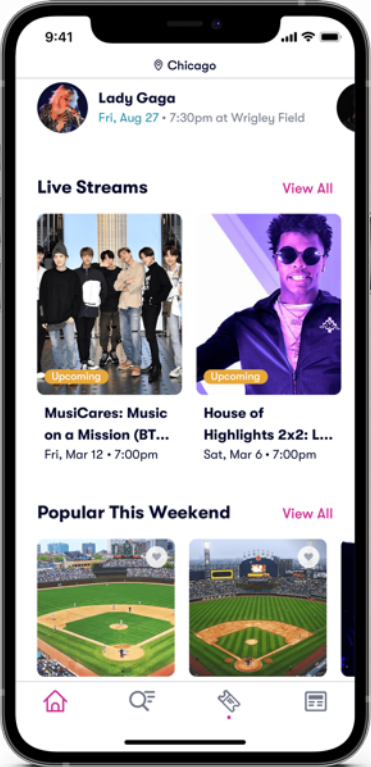 9:41
Chicago
Lady Gaga
Fri, Aug 27 • 7:30pm at Wrigley Field
Live Streams
View All
Upcoming
Upcoming
MusiCares: Music
on a Mission (BT...
Fri, Mar 12 • 7:00pm
House of
Highlights 2x2: L...
Sat, Mar 6 • 7:00pm
Popular This Weekend
View All